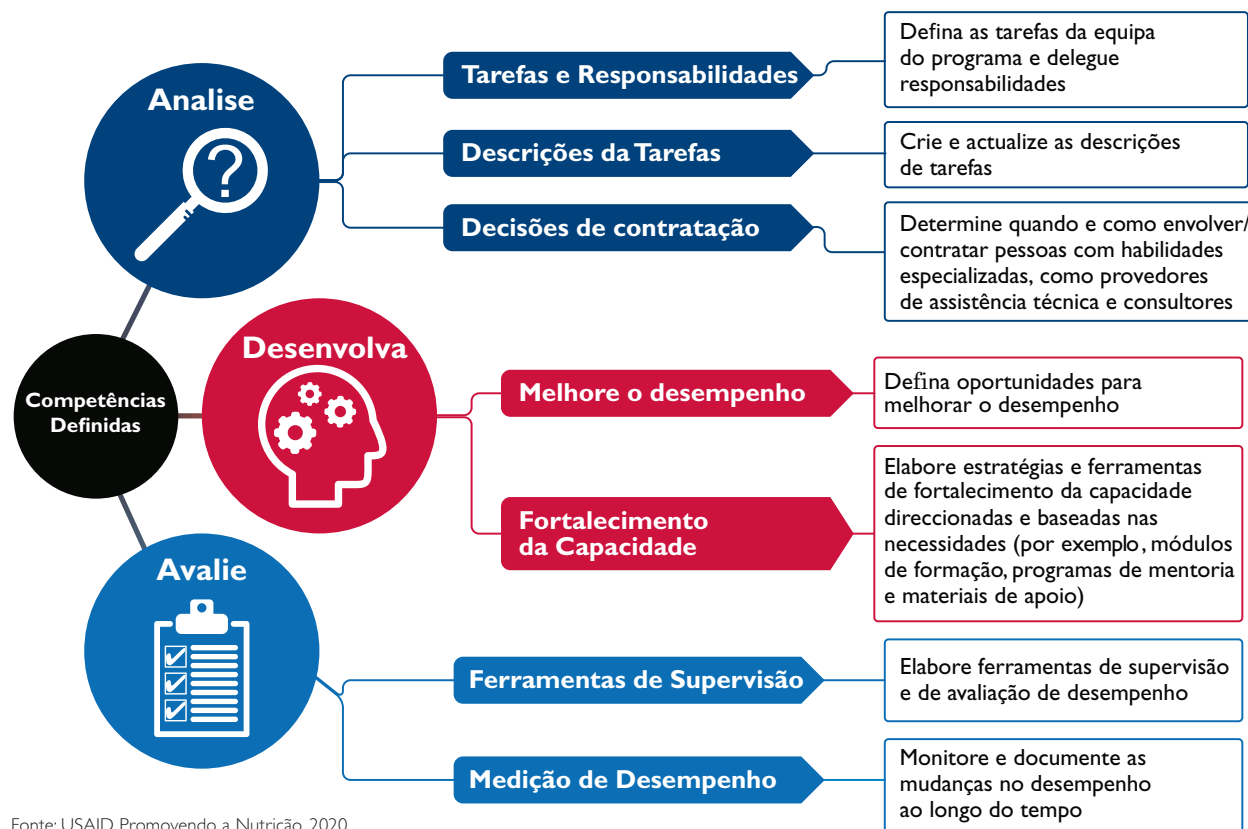 Competências
Definidas
Analise
?
Tarefas e Responsabilidades
Defina as tarefas da equipa
do programa e delegue
responsabilidades
Descrições da Tarefas
Crie e actualize as descrições
de tarefas
Decisões de contratação
Determine quando e como envolver/
contratar pessoas com habilidades
especializadas, como provedores
de assistência técnica e consultores
Desenvolva
Melhore o desempenho
Defina oportunidades para
melhorar o desempenho
Fortalecimento
da Capacidade
Elabore estratégias e ferramentas
de fortalecimento da capacidade
direccionadas e baseadas nas
necessidades (por exemplo, módulos
de formação, programas de mentoria
e materiais de apoio)
Avalie
Ferramentas de Supervisão
Elabore ferramentas de supervisão
e de avaliação de desempenho
Medição de Desempenho
Monitore e documente as
mudanças no desempenho
ao longo do tempo
Fonte: USAID Promovendo a Nutrição, 2020